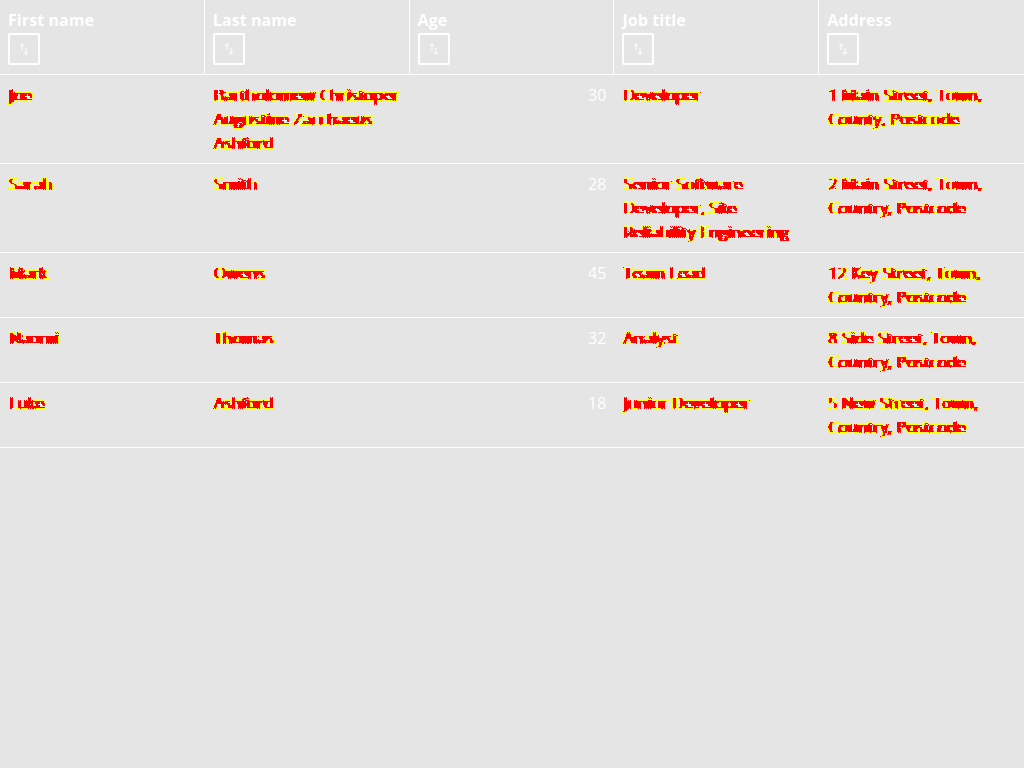 First name
Last name
Age
Job title
Address
Joe
Bartholomew Christoper
Augustine Zacchaeus
Ashford
30
Developer
1 Main Street, Town,
County, Postcode
Sarah
Smith
28
Senior Software
Developer, Site
Reliability Engineering
2 Main Street, Town,
Country, Postcode
Mark
Owens
45
Team Lead
12 Key Street, Town,
Country, Postcode
Naomi
Thomas
32
Analyst
8 Side Street, Town,
Country, Postcode
Luke
Ashford
18
Junior Developer
5 New Street, Town,
Country, Postcode